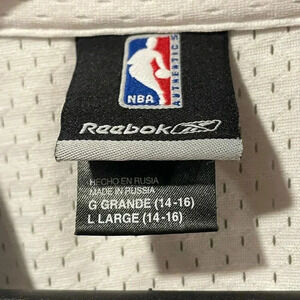 NBA
AUTHENTICS
Reebok
HECHO EN RUSIA
MADE IN RUSSIA
G GRANDE (14-16)
L LARGE (14-16)